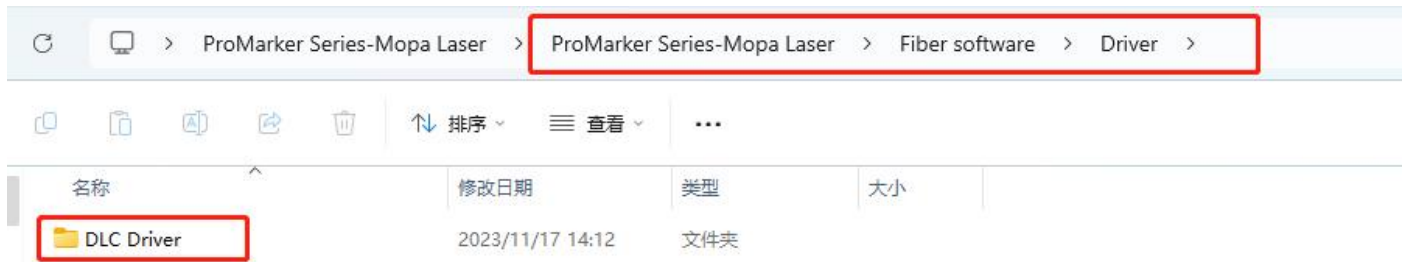 ProMarker Series-Mopa Laser > ProMarker Series-Mopa Laser > Fiber software > Driver >
排序 查看 ...
名称 修改日期 类型 大小
DLC Driver 2023/11/17 14:12 文件夹